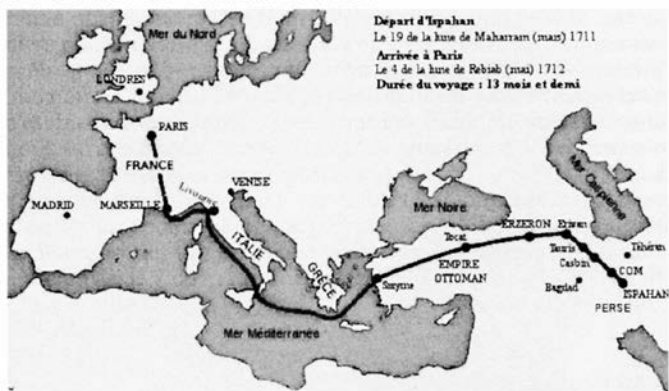 Départ d'Ispahan
Le 19 de la lune de Maharram (mars) 1711
Arrivée à Paris
Le 4 de la lune de Rebiab (mai) 1712
Durée du voyage : 13 mois et demi
Mer du Nord
LONDRES
PARIS
FRANCE
Livourne
VENISE
MADRID
MARSEILLE
ITALIE
GRÈCE
Mer Noire
Mer Caspienne
Tocat
ERZERON
Erivan
Téhéran
Tauris
EMPIRE
OTTOMAN
Casbin
COM
Smyrne
Bagdad
ISPAHAN
PERSE
Mer Méditerranée